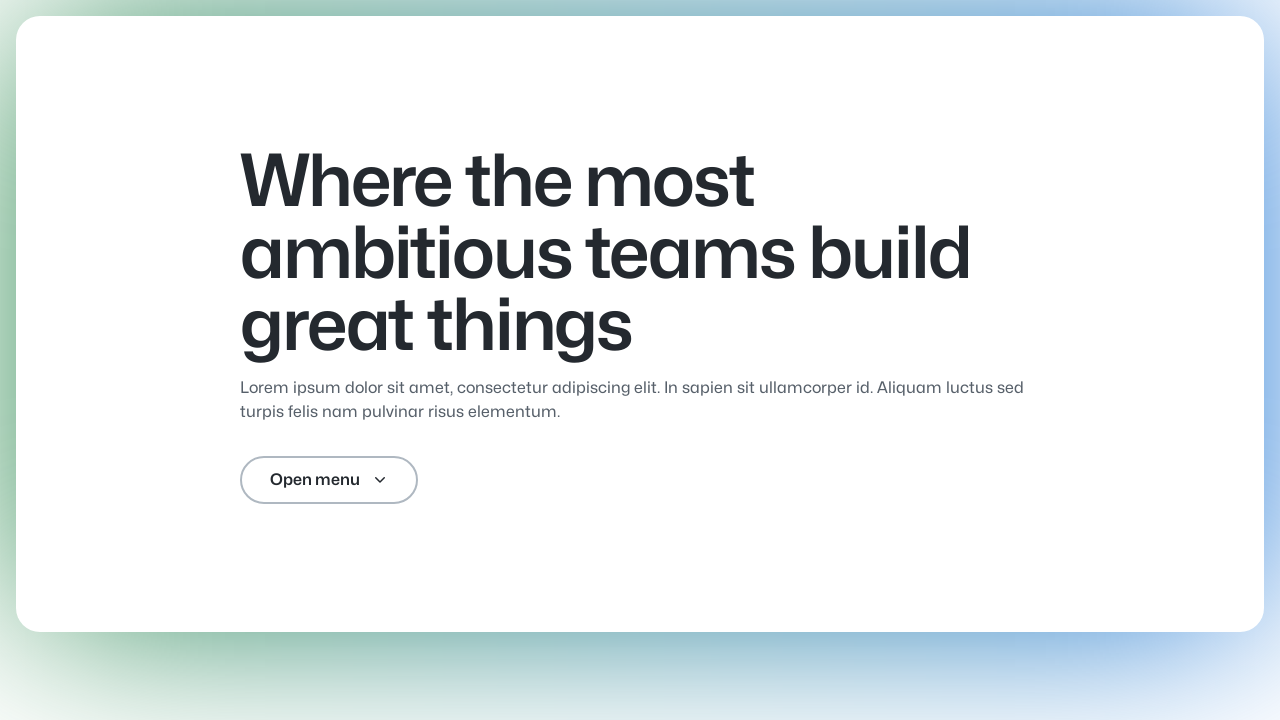 Where the most
ambitious teams build
great things
Lorem ipsum dolor sit amet, consectetur adipiscing elit. In sapien sit ullamcorper id. Aliquam luctus sed
turpis felis nam pulvinar risus elementum.
Open menu